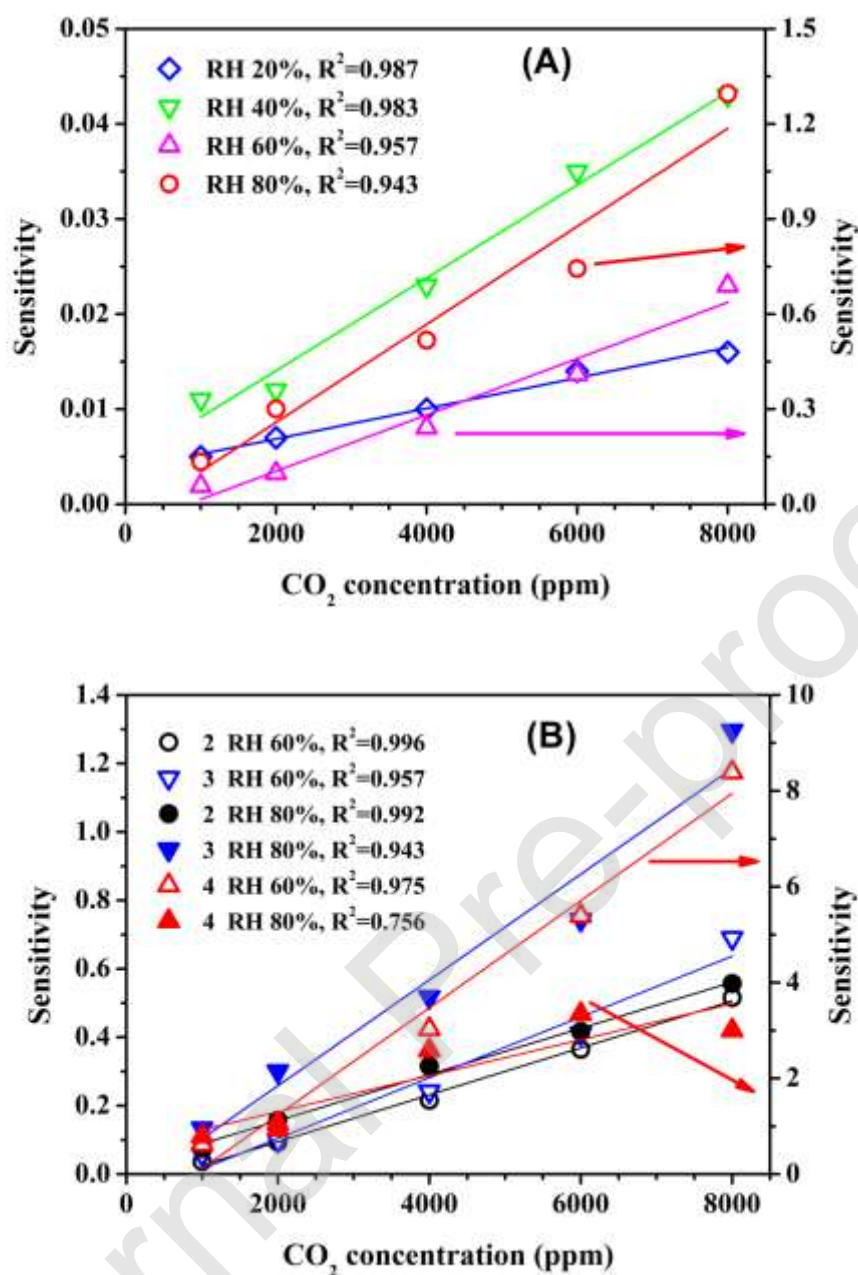 0.05
0.04
0.03
0.02
0.01
0.00
Sensitivity
RH 20%, R²=0.987
RH 40%, R²=0.983
RH 60%, R²=0.957
RH 80%, R²=0.943
(A)
1.5
1.2
0.9
0.6
0.3
0.0
Sensitivity
0 2000 4000 6000 8000
CO₂ concentration (ppm)
1.4
1.2
1.0
0.8
0.6
0.4
0.2
0.0
Sensitivity
2 RH 60%, R²=0.996
3 RH 60%, R²=0.957
2 RH 80%, R²=0.992
3 RH 80%, R²=0.943
4 RH 60%, R²=0.975
4 RH 80%, R²=0.756
(B)
10
8
6
4
2
0
Sensitivity
0 2000 4000 6000 8000
CO₂ concentration (ppm)
rnal Pre-proo